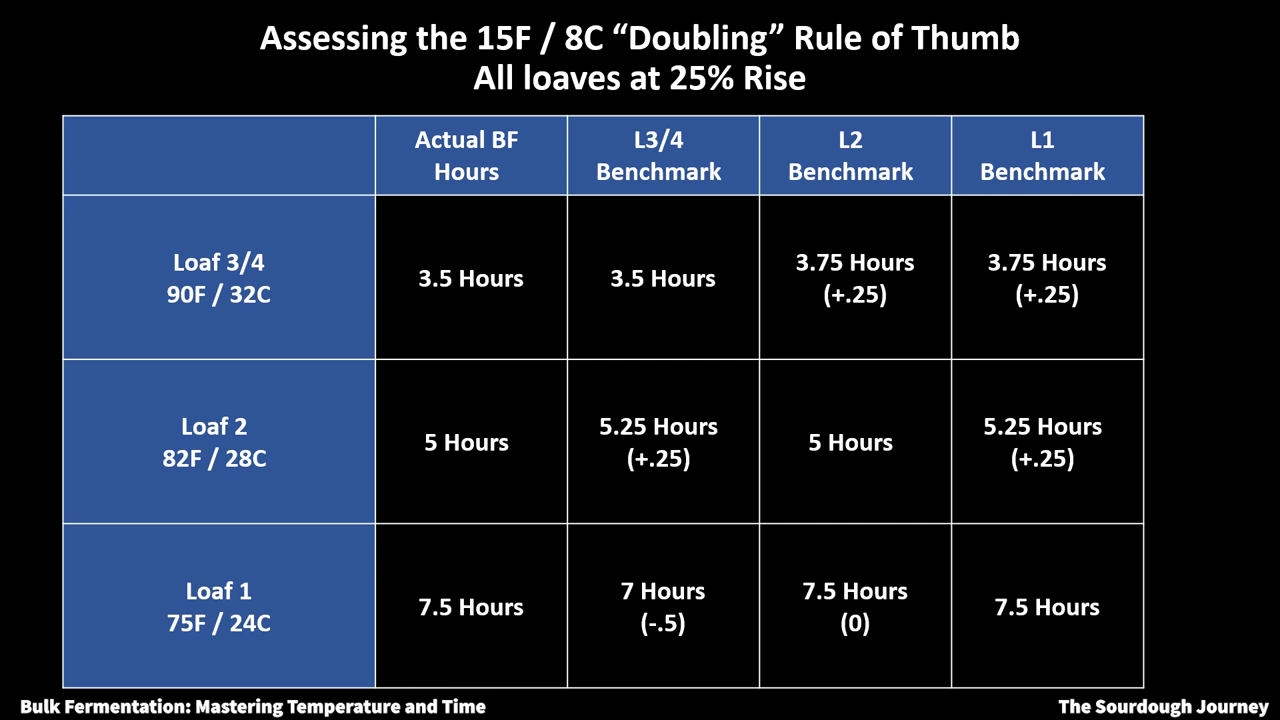 Assessing the 15F / 8C “Doubling” Rule of Thumb
All loaves at 25% Rise
Actual BF
Hours
L3/4
Benchmark
L2
Benchmark
L1
Benchmark
Loaf 3/4
90F / 32C
3.5 Hours
3.5 Hours
3.75 Hours
(+.25)
3.75 Hours
(+.25)
Loaf 2
82F / 28C
5 Hours
5.25 Hours
(+.25)
5 Hours
5.25 Hours
(+.25)
Loaf 1
75F / 24C
7.5 Hours
7 Hours
(-.5)
7.5 Hours
(0)
7.5 Hours
Bulk Fermentation: Mastering Temperature and Time
The Sourdough Journey